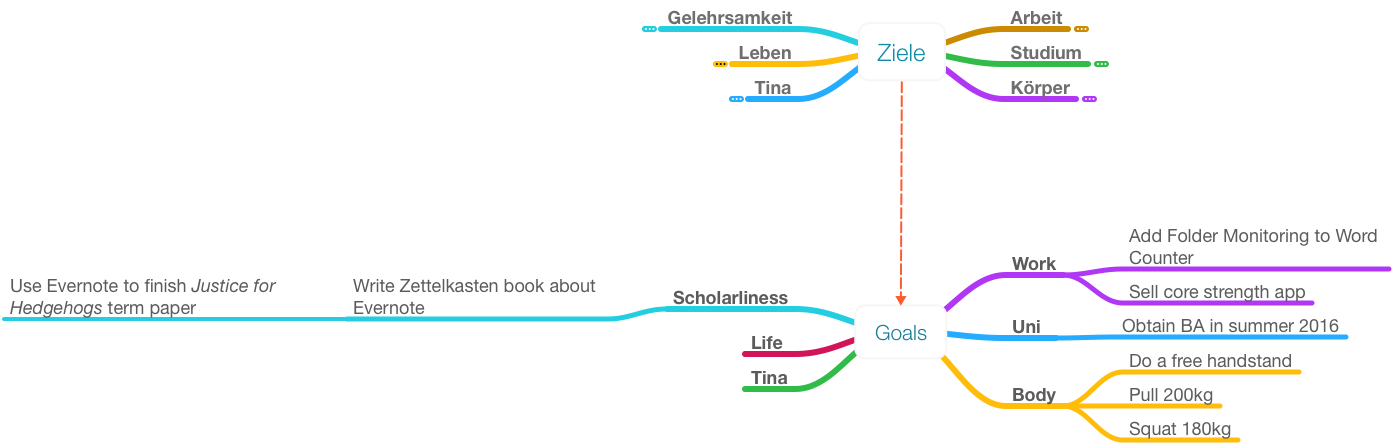 Gelehrsamkeit
Leben
Tina
Ziele
Arbeit
Studium
Körper
Use Evernote to finish Justice for
Hedgehogs term paper
Write Zettelkasten book about
Evernote
Scholarliness
Life
Tina
Goals
Work
Add Folder Monitoring to Word
Counter
Sell core strength app
Uni
Obtain BA in summer 2016
Body
Do a free handstand
Pull 200kg
Squat 180kg